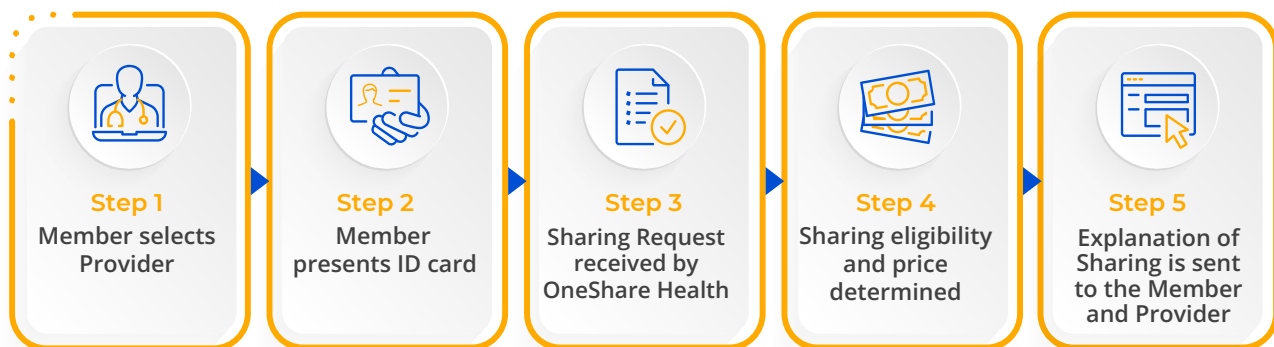 Step 1
Member selects
Provider
Step 2
Member
presents ID card
Step 3
Sharing Request
received by
OneShare Health
Step 4
Sharing eligibility
and price
determined
Step 5
Explanation of
Sharing is sent
to the Member
and Provider